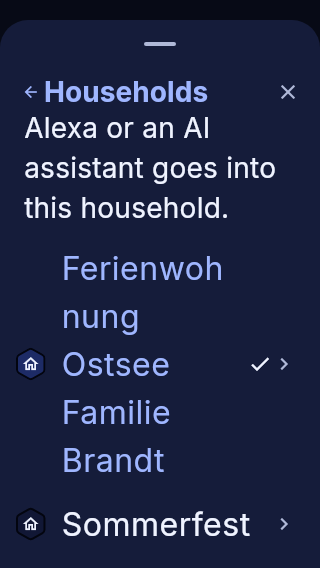 Households
Alexa or an AI
assistant goes into
this household.
Ferienwoh
nung
Ostsee
Familie
Brandt
Sommerfest